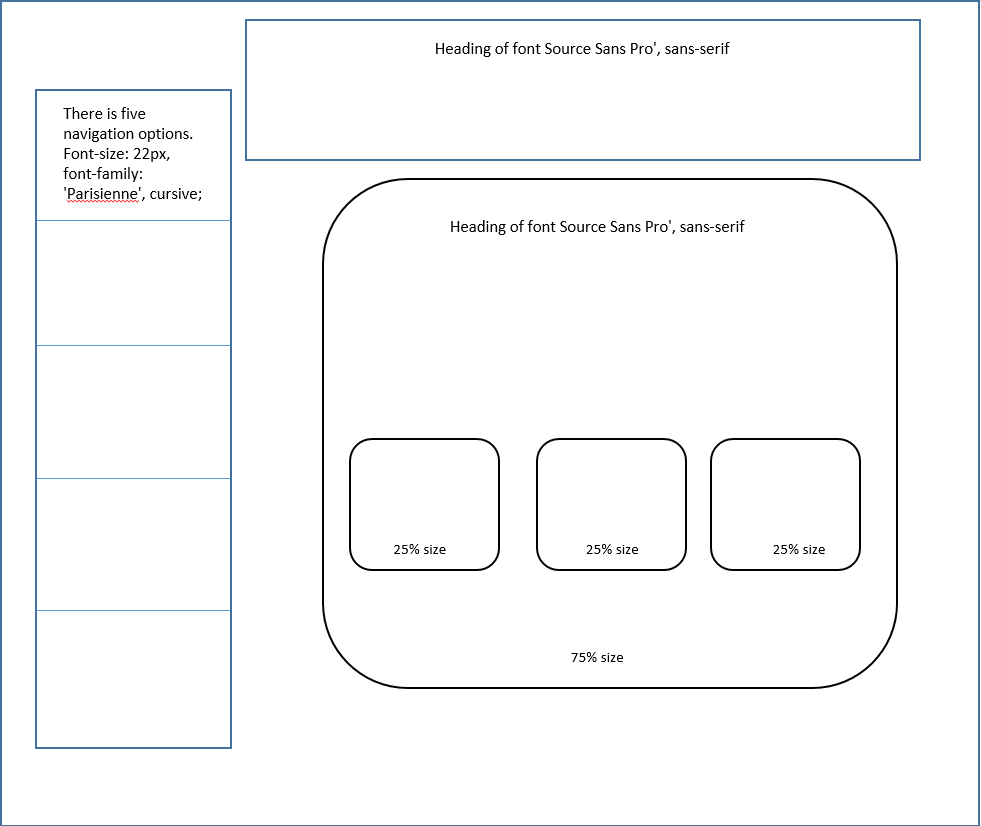 Heading of font Source Sans Pro', sans-serif
There is five
navigation options.
Font-size: 22px,
font-family:
'Parisienne', cursive;
Heading of font Source Sans Pro', sans-serif
25% size
25% size
25% size
75% size